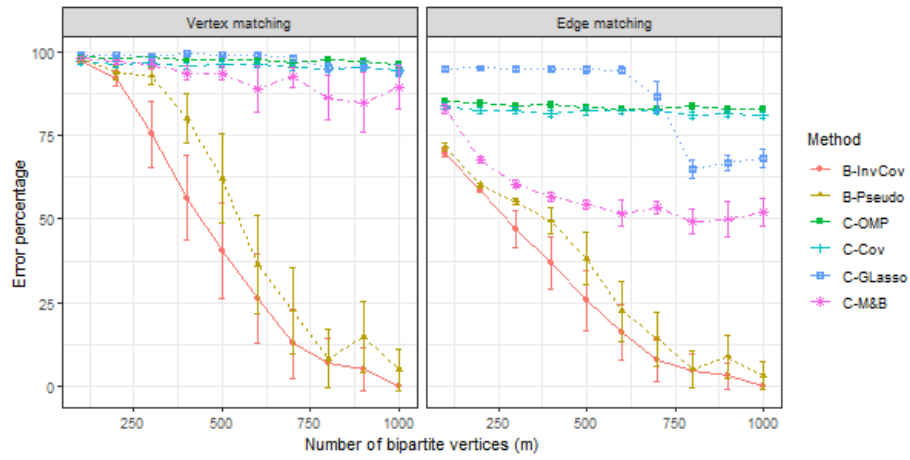 Vertex matching
Edge matching
Error percentage
100
75
50
25
0
250
500
750
1000
250
500
750
1000
Number of bipartite vertices (m)
Method
B-InvCov
B-Pseudo
C-OMP
C-Cov
C-GLasso
C-M&B